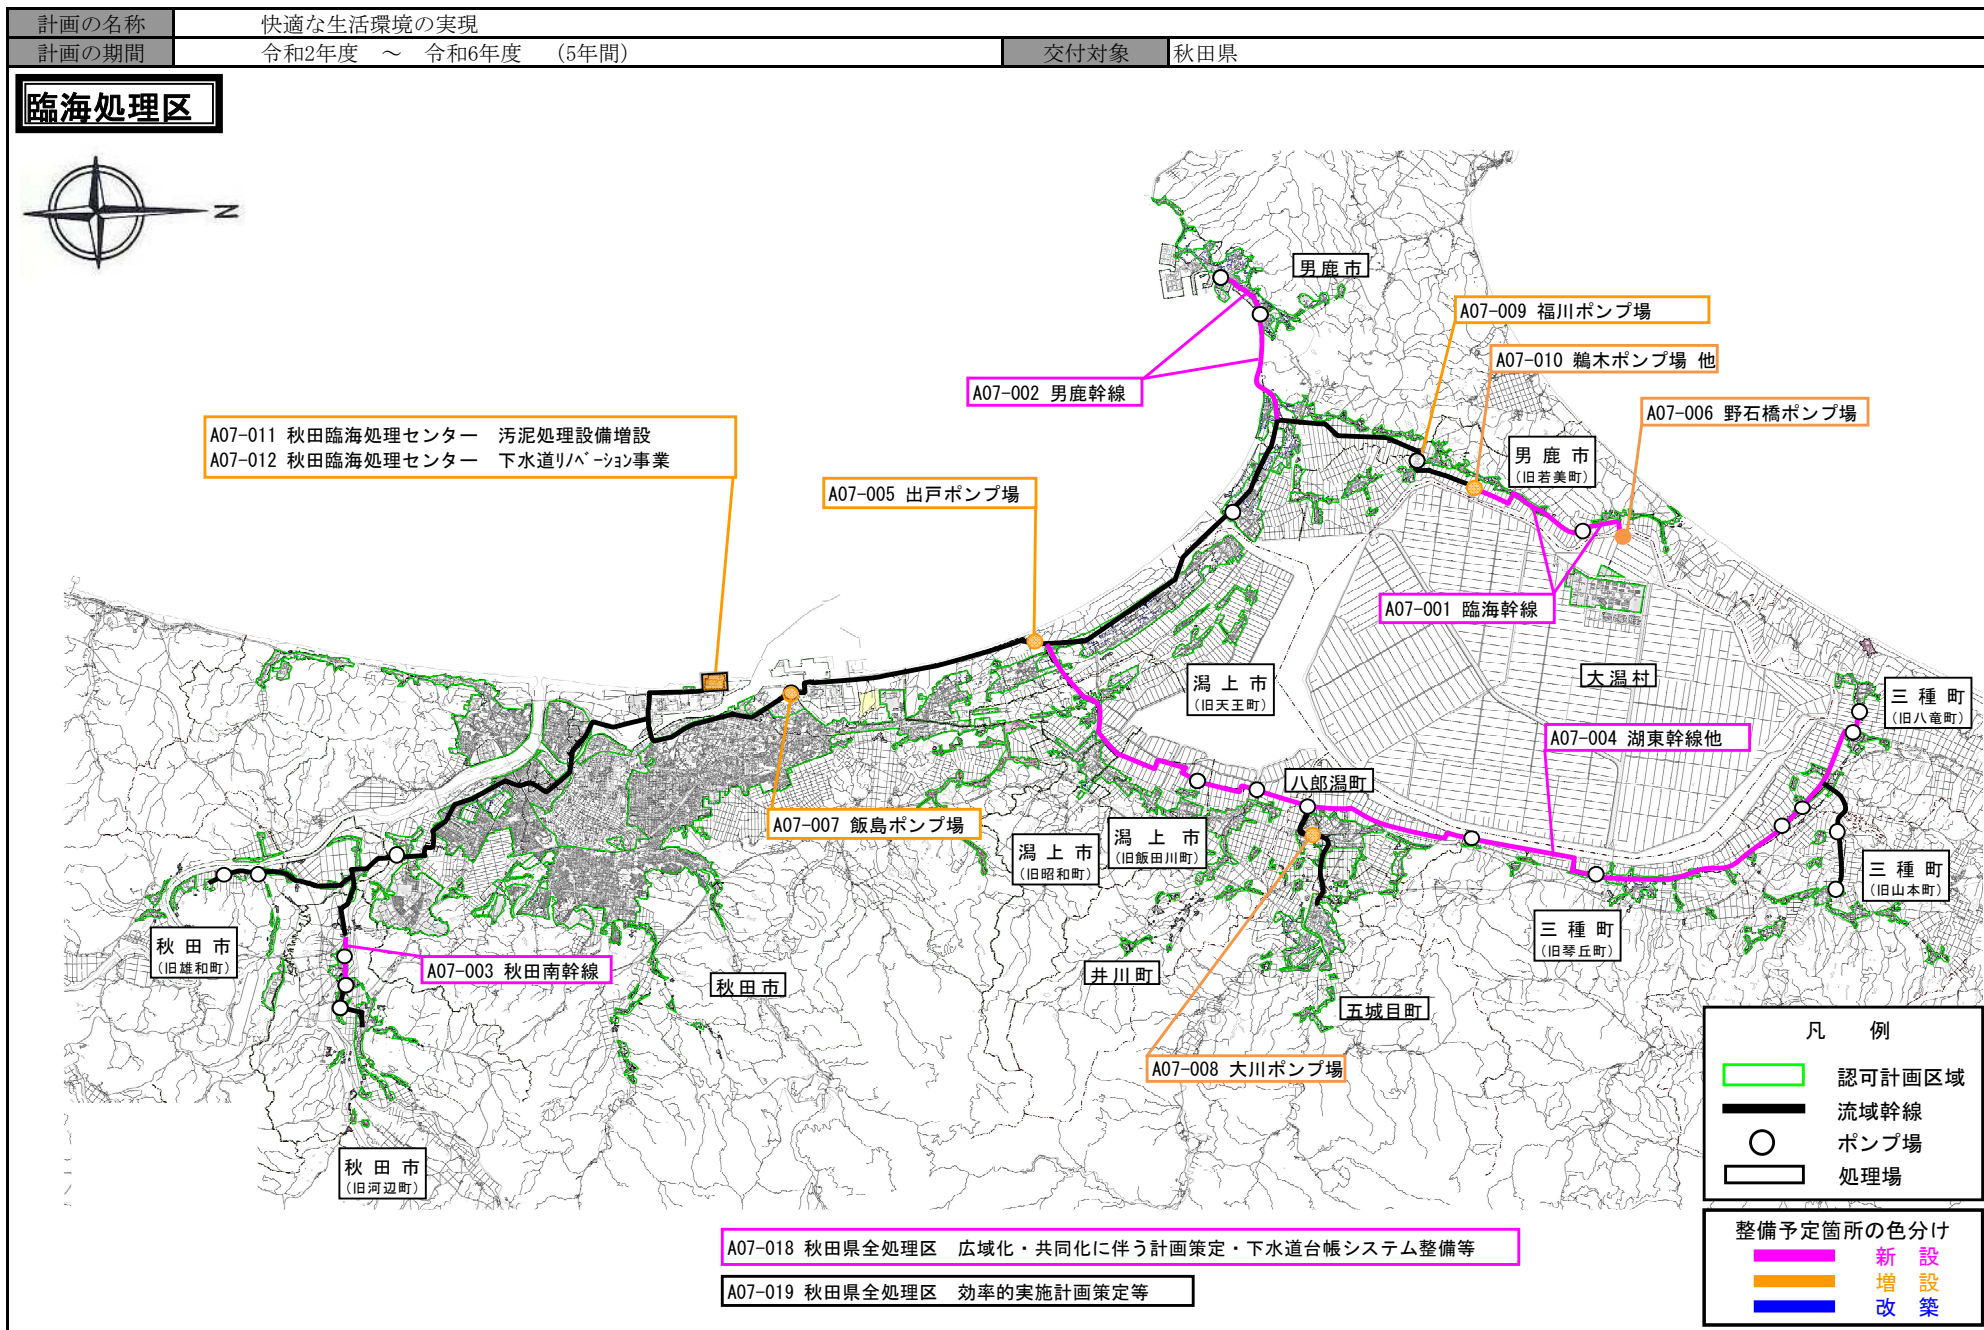 計画の名称 快適な生活環境の実現
計画の期間 令和2年度 ～ 令和6年度 (5年間) 交付対象 秋田県
臨海処理区
N
男鹿市
A07-009 福川ポンプ場
A07-010 鵜木ポンプ場 他
A07-002 男鹿幹線
A07-006 野石橋ポンプ場
A07-011 秋田臨海処理センター 汚泥処理設備増設
A07-012 秋田臨海処理センター 下水道リノベーション事業
男鹿市
(旧若美町)
A07-005 出戸ポンプ場
A07-001 臨海幹線
大潟村
潟上市
(旧天王町)
三種町
(旧八竜町)
A07-004 湖東幹線他
八郎潟町
A07-007 飯島ポンプ場
潟上市
(旧昭和町)
潟上市
(旧飯田川町)
三種町
(旧山本町)
三種町
(旧琴丘町)
秋田市
(旧雄和町)
A07-003 秋田南幹線
秋田市
井川町
五城目町
A07-008 大川ポンプ場
秋田市
(旧河辺町)
凡 例
認可計画区域
流域幹線
ポンプ場
処理場
A07-018 秋田県全処理区 広域化・共同化に伴う計画策定・下水道台帳システム整備等
A07-019 秋田県全処理区 効率的実施計画策定等
整備予定箇所の色分け
新 設
増 設
改 築